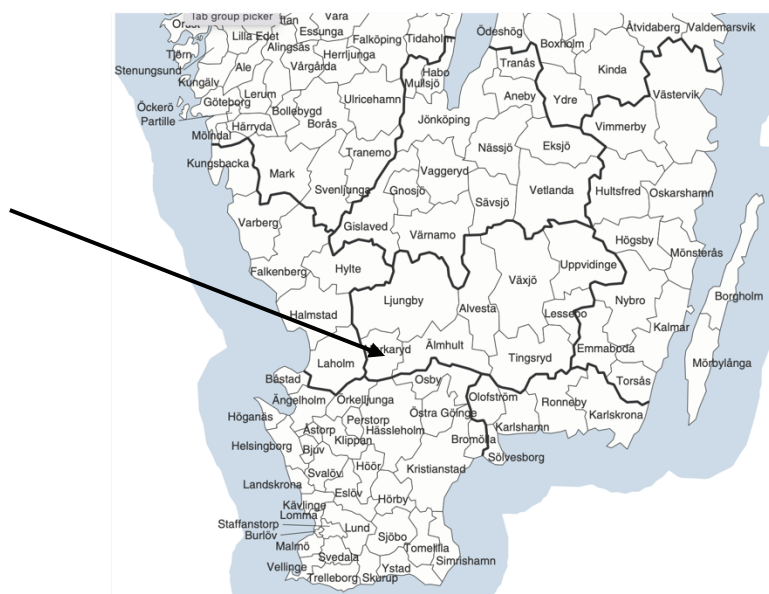 Tab group picker
Orust
Lilla Edet
Essunga
Vara
Falköping
Tidaholm
Ödeshög
Boxholm
Åtvidaberg
Valdemarsvik
Tjörn
Alingsås
Herrljunga
Habo
Tranås
Kinda
Stenungsund
Ale
Vårgårda
Mullsjö
Kungälv
Lerum
Ulricehamn
Aneby
Ydre
Västervik
Öckerö
Göteborg
Bollebygd
Partille
Härryda
Borås
Jönköping
Vimmerby
Mölndal
Kungsbacka
Tranemo
Nässjö
Eksjö
Mark
Svenljunga
Vaggeryd
Gnosjö
Sävsjö
Vetlanda
Hultsfred
Oskarshamn
Varberg
Gislaved
Värnamo
Högsby
Mönsterås
Falkenberg
Hylte
Växjö
Uppvidinge
Borgholm
Halmstad
Ljungby
Alvesta
Lessebo
Nybro
Kalmar
Laholm
Älmhult
Tingsryd
Emmaboda
Mörbylånga
Båstad
Osby
Torsås
Ängelholm
Örkelljunga
Olofström
Ronneby
Höganäs
Perstorp
Östra Göinge
Karlshamn
Karlskrona
Åstorp
Hässleholm
Helsingborg
Bjuv
Klippan
Bromölla
Sölvesborg
Svalöv
Höör
Kristianstad
Landskrona
Eslöv
Hörby
Kävlinge
Lomma
Staffanstorp
Lund
Burlöv
Sjöbo
Malmö
Tomelilla
Svedala
Simrishamn
Vellinge
Ystad
Trelleborg
Skurup